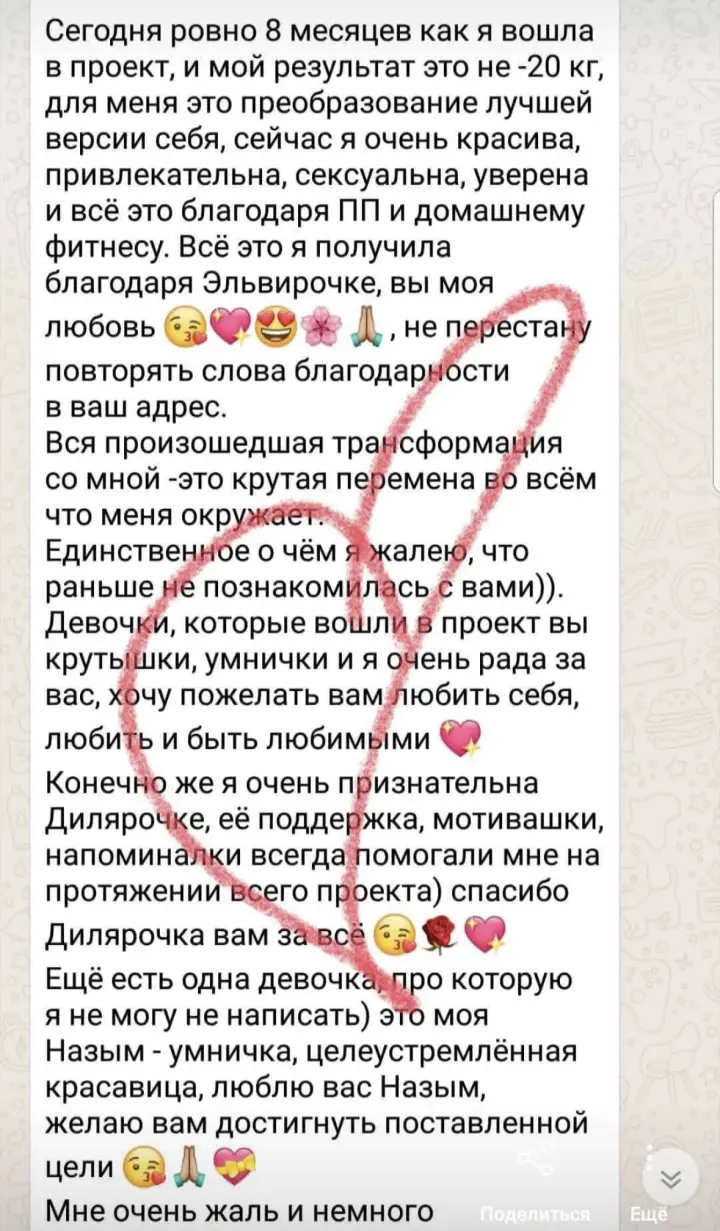 Сегодня ровно 8 месяцев как я вошла
в проект, и мой результат это не -20 кг,
для меня это преобразование лучшей
версии себя, сейчас я очень красива,
привлекательна, сексуальна, уверена
и всё это благодаря ПП и домашнему
фитнесу. Всё это я получила
благодаря Эльвирочке, вы моя
любовь 😘💖😍🌸🙏🏼, не перестану
повторять слова благодарности
в ваш адрес.
Вся произошедшая трансформация
со мной -это крутая перемена во всём
что меня окружает.
Единственное о чём я жалею, что
раньше не познакомилась с вами)).
Девочки, которые вошли в проект вы
крутышки, умнички и я очень рада за
вас, хочу пожелать вам любить себя,
любить и быть любимыми 💖
Конечно же я очень признательна
Дилярочке, её поддержка, мотивашки,
напоминалки всегда помогали мне на
протяжении всего проекта) спасибо
Дилярочка вам за всё 😘🌹💖
Ещё есть одна девочка, про которую
я не могу не написать) это моя
Назым - умничка, целеустремлённая
красавица, люблю вас Назым,
желаю вам достигнуть поставленной
цели 😘🙏🏼💝
Мне очень жаль и немного
Поделиться Ещё